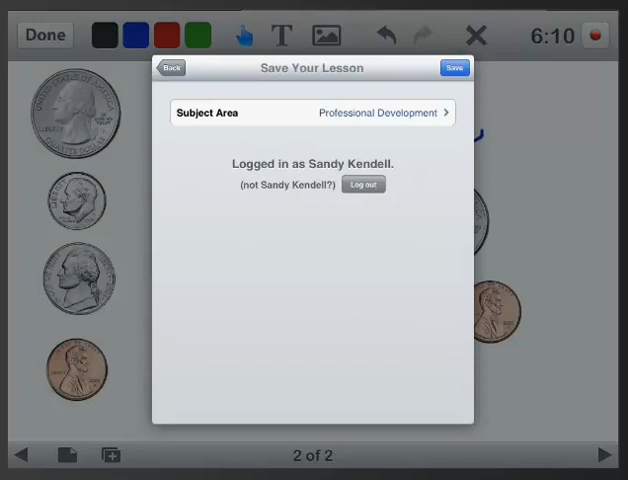 Done
T
6:10
Back
Save Your Lesson
Save
Subject Area
Professional Development
Logged in as Sandy Kendell.
(not Sandy Kendell?)
Log out
2 of 2